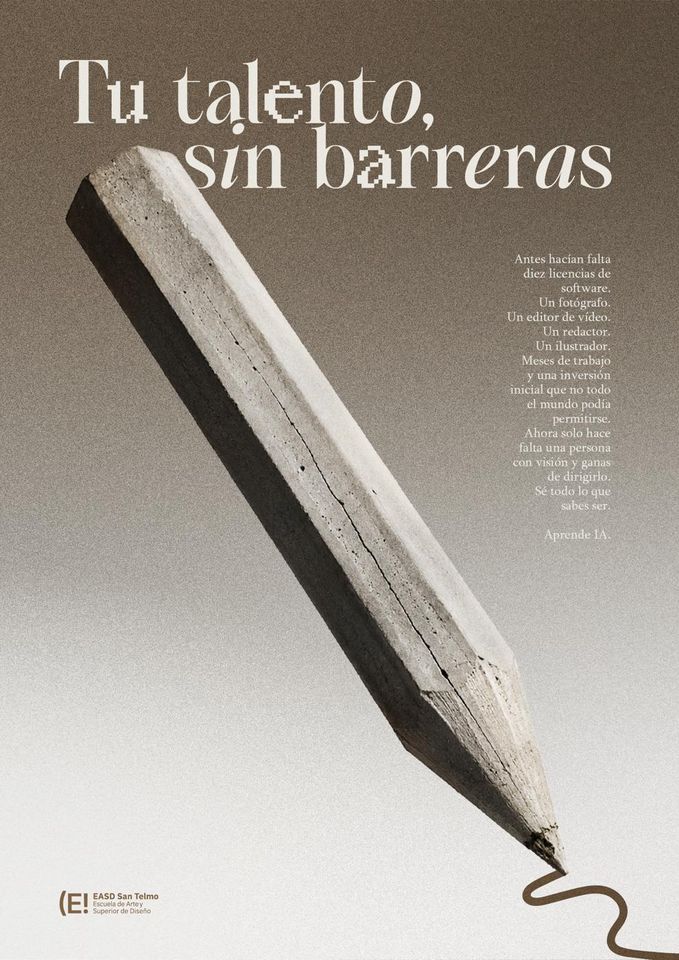 Tu talento,
sin barreras
Antes hacían falta
diez licencias de
software.
Un fotógrafo.
Un editor de vídeo.
Un redactor.
Un ilustrador.
Meses de trabajo
y una inversión
inicial que no todo
el mundo podía
permitirse.
Ahora solo hace
falta una persona
con visión y ganas
de dirigirlo.
Sé todo lo que
sabes ser.
Aprende IA.
(E!
EASD San Telmo
Escuela de Arte y
Superior de Diseño